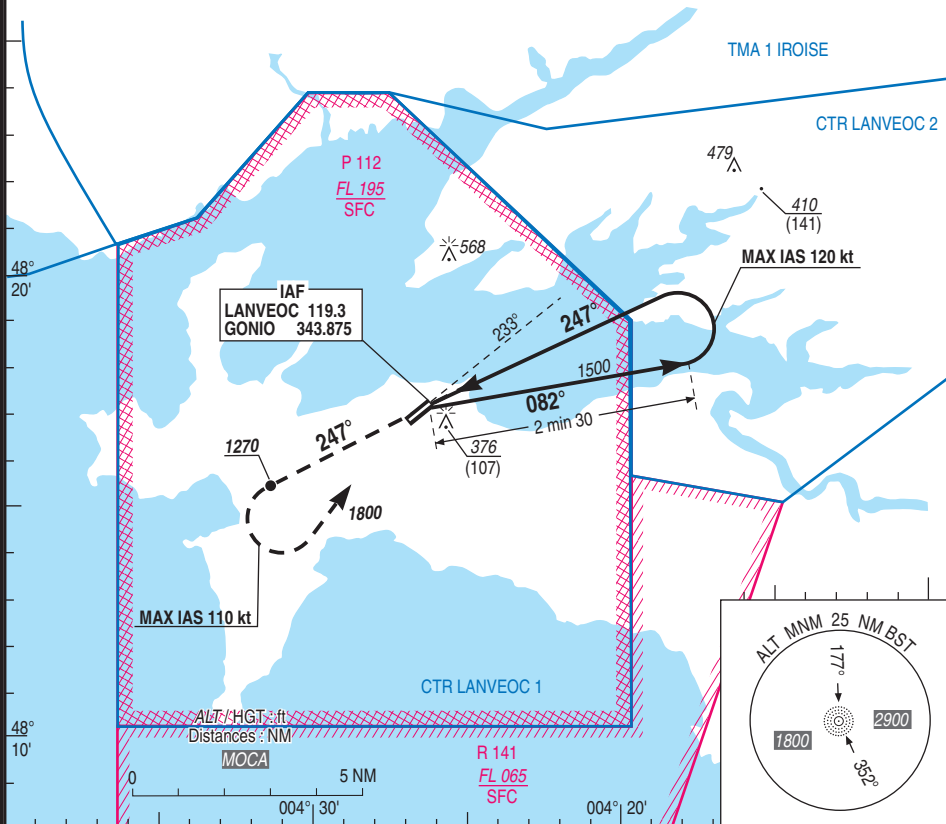 TMA 1 IROISE
CTR LANVEOC 2
479
410
(141)
P 112
FL 195
SFC
568
48°
20'
MAX IAS 120 kt
IAF
LANVEOC 119.3
GONIO 343.875
233°
247°
1500
082°
2 min 30
376
(107)
247°
1270
1800
MAX IAS 110 kt
CTR LANVEOC 1
ALT / HGT : ft
Distances : NM
MOCA
48°
10'
0 5 NM
R 141
FL 065
SFC
004° 30'
004° 20'
ALT MNM 25 NM BST
177°
1800
2900
352°